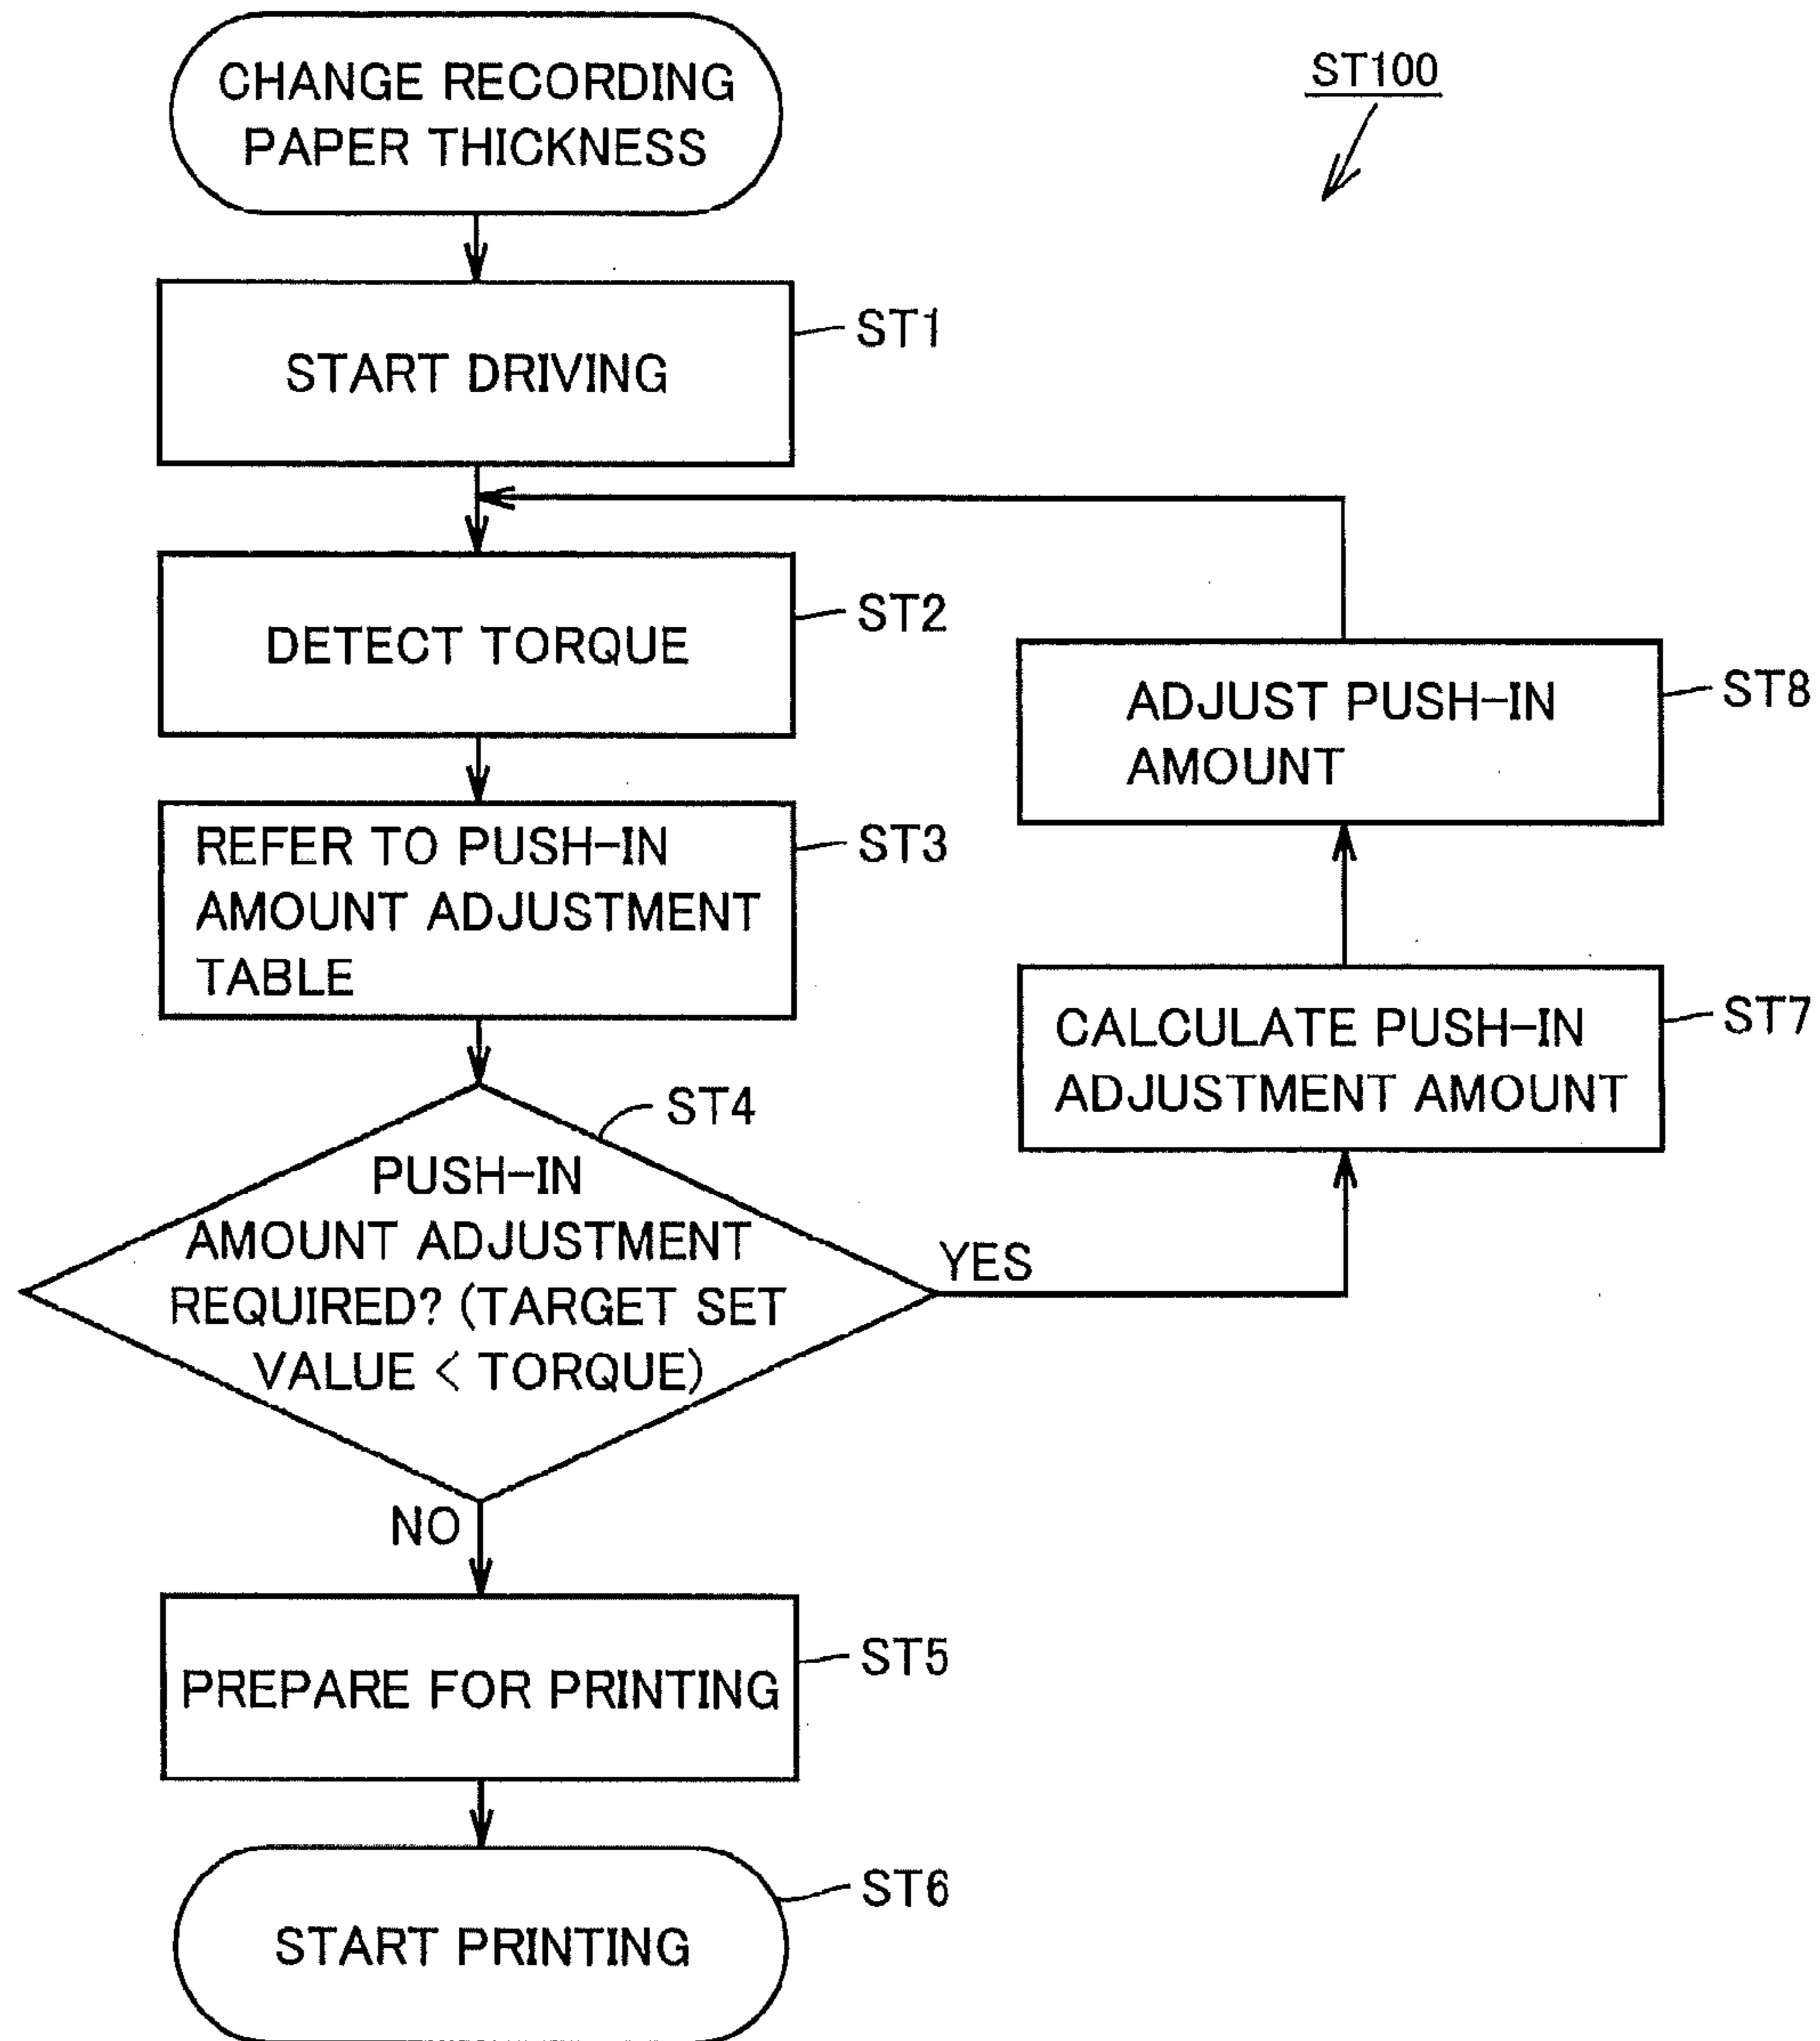 CHANGE RECORDING
PAPER THICKNESS
ST100
START DRIVING
ST1
DETECT TORQUE
ST2
REFER TO PUSH-IN
AMOUNT ADJUSTMENT
TABLE
ST3
PUSH-IN
AMOUNT ADJUSTMENT
REQUIRED? (TARGET SET
VALUE < TORQUE)
ST4
YES
NO
PREPARE FOR PRINTING
ST5
START PRINTING
ST6
CALCULATE PUSH-IN
ADJUSTMENT AMOUNT
ST7
ADJUST PUSH-IN
AMOUNT
ST8